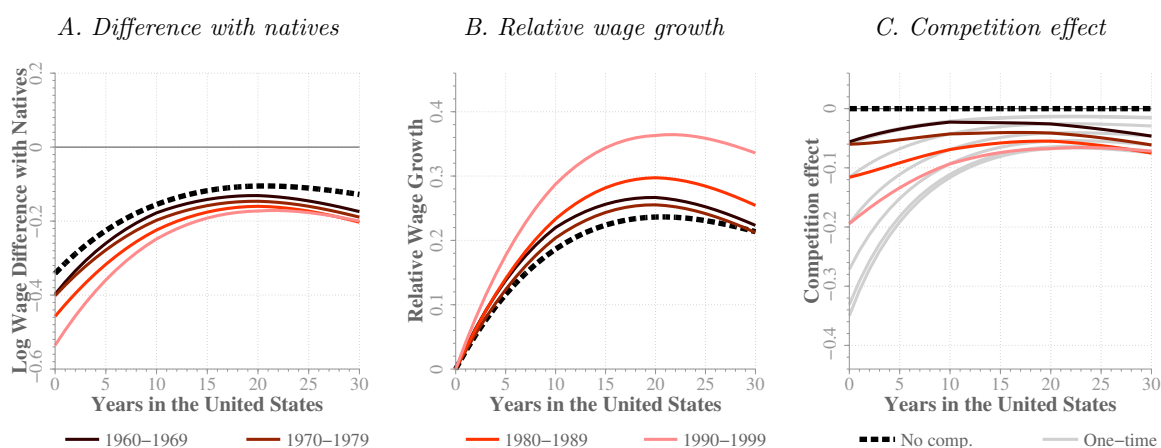 A. Difference with natives
B. Relative wage growth
C. Competition effect
Log Wage Difference with Natives
0.2
0
−0.2
−0.4
−0.6
0 5 10 15 20 25 30
Years in the United States
Relative Wage Growth
0.4
0.3
0.2
0.1
0
0 5 10 15 20 25 30
Years in the United States
Competition effect
0
−0.1
−0.2
−0.3
−0.4
0 5 10 15 20 25 30
Years in the United States
1960−1969 1970−1979 1980−1989 1990−1999 No comp. One−time